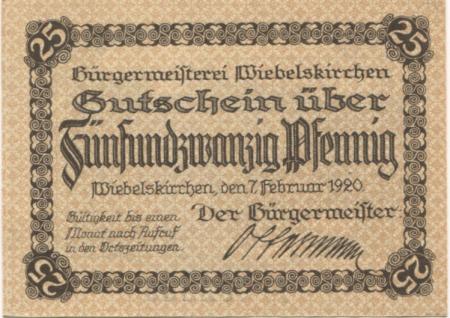 25 25
Bürgermeisterei Wiebelskirchen
Gutschein über
Fünfundzwanzig Pfennig
Wiebelskirchen, den 7. Februar 1920.
Gültigkeit bis einen
Monat nach Aufruf
in den Ortszeitungen.
Der Bürgermeister:
25 25